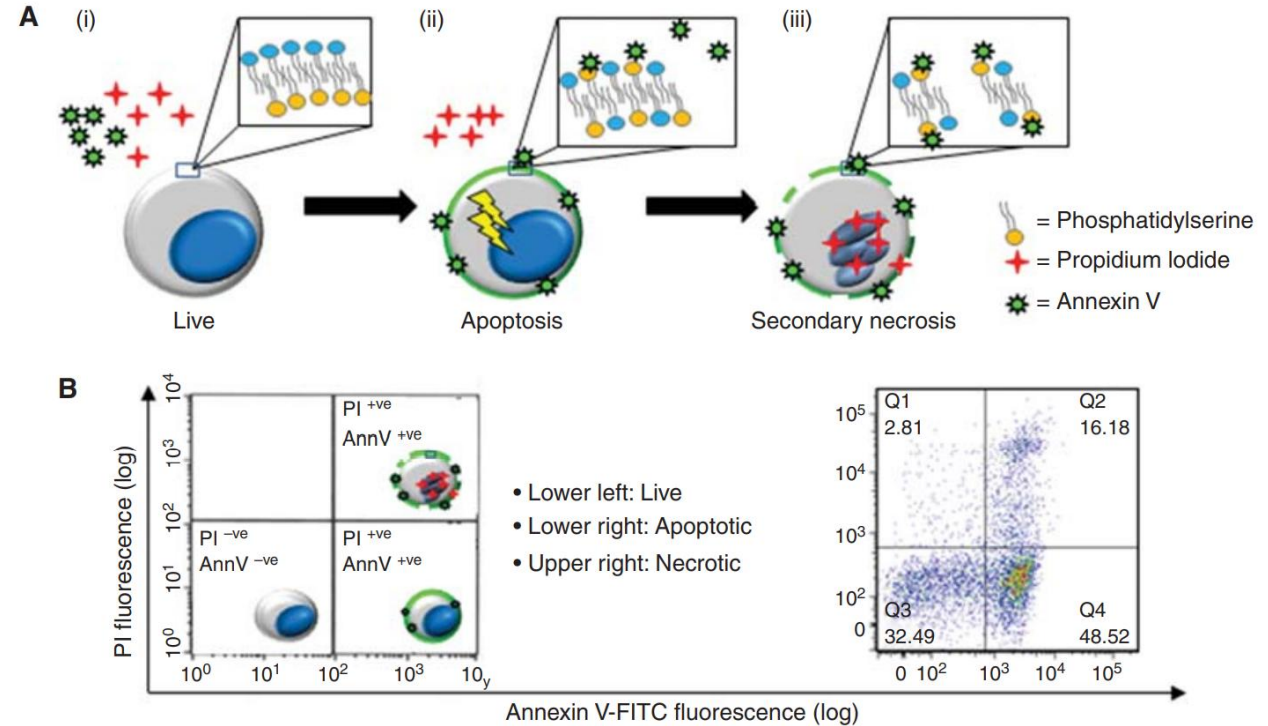 A
(i)
(ii)
(iii)
Live
Apoptosis
Secondary necrosis
= Phosphatidylserine
= Propidium Iodide
= Annexin V
B
PI fluorescence (log)
10⁴
10³
10²
10¹
10⁰
PI +ve
AnnV +ve
PI –ve
AnnV –ve
PI +ve
AnnV +ve
10⁰ 10¹ 10² 10³ 10y
• Lower left: Live
• Lower right: Apoptotic
• Upper right: Necrotic
10⁵
10⁴
10³
10²
0
Q1
2.81
Q2
16.18
Q3
32.49
Q4
48.52
0 10² 10³ 10⁴ 10⁵
Annexin V-FITC fluorescence (log)